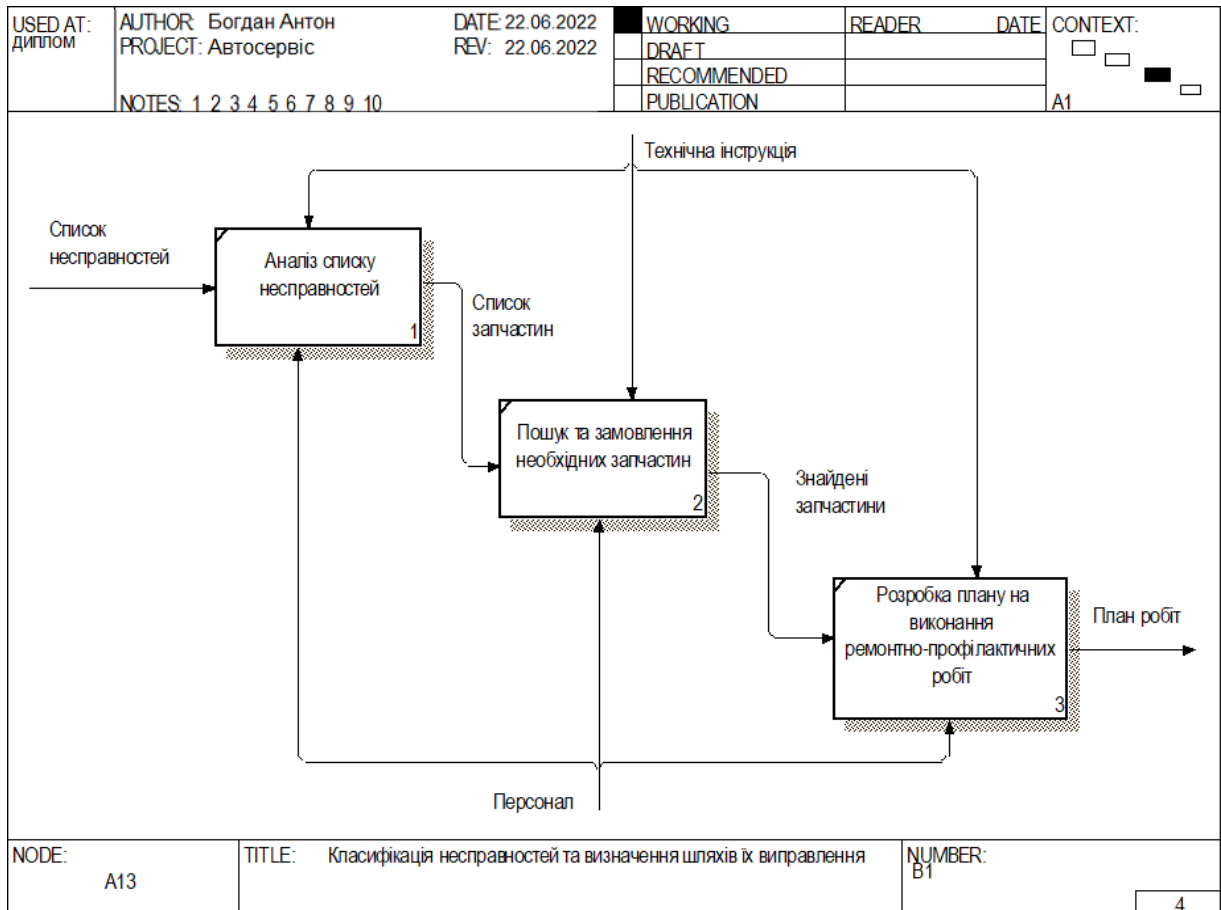 USED AT:
диплом
AUTHOR: Богдан Антон
DATE: 22.06.2022
PROJECT: Автосервіс
REV: 22.06.2022
NOTES: 1 2 3 4 5 6 7 8 9 10
WORKING
DRAFT
RECOMMENDED
PUBLICATION
READER DATE
CONTEXT:
A1
Технічна інструкція
Список
несправностей
Аналіз списку
несправностей
1
Список
запчастин
Пошук та замовлення
необхідних запчастин
2
Знайдені
запчастини
Розробка плану на
виконання
ремонтно-профілактичних
робіт
3
План робіт
Персонал
NODE:
A13
TITLE: Класифікація несправностей та визначення шляхів їх виправлення
NUMBER:
B1
4